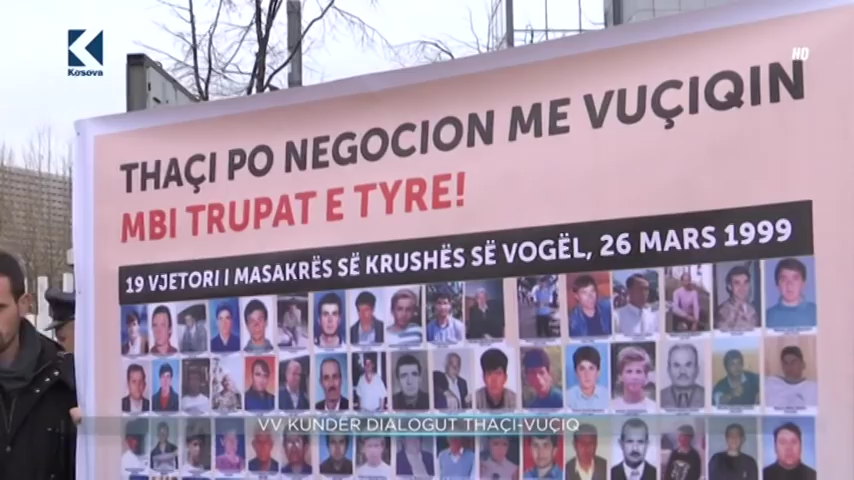 Kosova
HD
THAÇI PO NEGOCION ME VUÇIQIN
MBI TRUPAT E TYRE!
19 VJETORI I MASAKRËS SË KRUSHËS SË VOGËL, 26 MARS 1999
VV KUNDËR DIALOGUT THAÇI-VUÇIQ